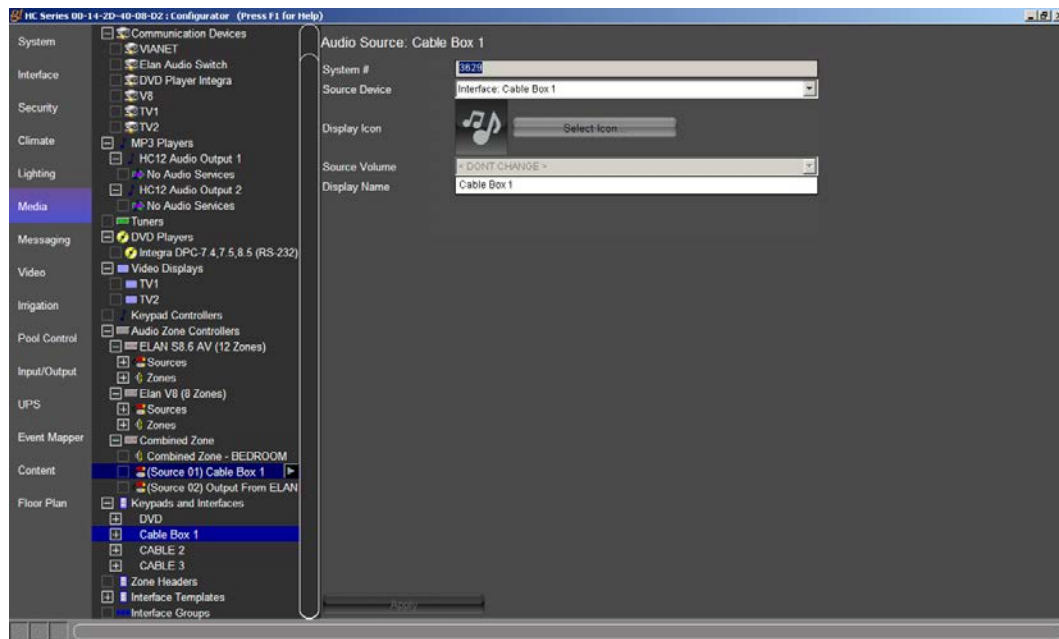 HC Series 00-14-2D-40-08-D2 : Configurator (Press F1 for Help)
System
Interface
Security
Climate
Lighting
Media
Messaging
Video
Irrigation
Pool Control
Input/Output
UPS
Event Mapper
Content
Floor Plan
Communication Devices
VIANET
Elan Audio Switch
DVD Player Integra
V8
TV1
TV2
MP3 Players
HC12 Audio Output 1
No Audio Services
HC12 Audio Output 2
No Audio Services
Tuners
DVD Players
Integra DPC-7.4,7.5,8.5 (RS-232)
Video Displays
TV1
TV2
Keypad Controllers
Audio Zone Controllers
ELAN S8.6 AV (12 Zones)
Sources
Zones
Elan V8 (8 Zones)
Sources
Zones
Combined Zone
Combined Zone - BEDROOM
(Source 01) Cable Box 1
(Source 02) Output From ELAN
Keypads and Interfaces
DVD
Cable Box 1
CABLE 2
CABLE 3
Zone Headers
Interface Templates
Interface Groups
Audio Source: Cable Box 1
System # 3629
Source Device Interface: Cable Box 1
Display Icon Select Icon...
Source Volume < DONT CHANGE >
Display Name Cable Box 1
Apply